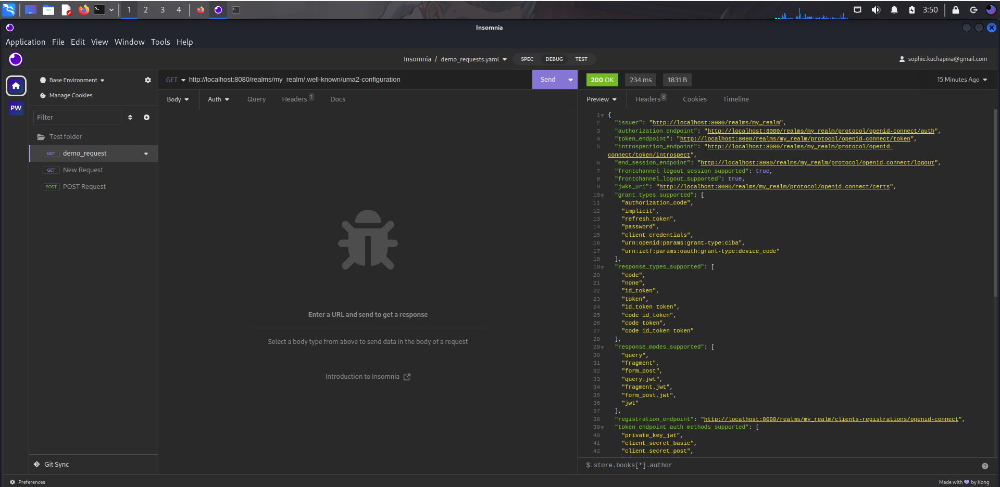 1 2 3 4 3:50
Insomnia
Application File Edit View Window Tools Help
Insomnia / demo_requests.yaml SPEC DEBUG TEST sophie.kuchapina@gmail.com
PW
Base Environment
Manage Cookies
Filter
Test folder
GET demo_request
GET New Request
POST POST Request
Git Sync
GET http://localhost:8080/realms/my_realm/.well-known/uma2-configuration Send
Body Auth Query Headers 1 Docs
Enter a URL and send to get a response
Select a body type from above to send data in the body of a request
Introduction to Insomnia
200 OK 234 ms 1831 B 15 Minutes Ago
Preview Headers 8 Cookies Timeline
1 {
2 "issuer": "http://localhost:8080/realms/my_realm",
3 "authorization_endpoint": "http://localhost:8080/realms/my_realm/protocol/openid-connect/auth",
4 "token_endpoint": "http://localhost:8080/realms/my_realm/protocol/openid-connect/token",
5 "introspection_endpoint": "http://localhost:8080/realms/my_realm/protocol/openid-
connect/token/introspect",
6 "end_session_endpoint": "http://localhost:8080/realms/my_realm/protocol/openid-connect/logout",
7 "frontchannel_logout_session_supported": true,
8 "frontchannel_logout_supported": true,
9 "jwks_uri": "http://localhost:8080/realms/my_realm/protocol/openid-connect/certs",
10 "grant_types_supported": [
11 "authorization_code",
12 "implicit",
13 "refresh_token",
14 "password",
15 "client_credentials",
16 "urn:openid:params:grant-type:ciba",
17 "urn:ietf:params:oauth:grant-type:device_code"
18 ],
19 "response_types_supported": [
20 "code",
21 "none",
22 "id_token",
23 "token",
24 "id_token token",
25 "code id_token",
26 "code token",
27 "code id_token token"
28 ],
29 "response_modes_supported": [
30 "query",
31 "fragment",
32 "form_post",
33 "query.jwt",
34 "fragment.jwt",
35 "form_post.jwt",
36 "jwt"
37 ],
38 "registration_endpoint": "http://localhost:8080/realms/my_realm/clients-registrations/openid-connect",
39 "token_endpoint_auth_methods_supported": [
40 "private_key_jwt",
41 "client_secret_basic",
42 "client_secret_post",
$.store.books[*].author
Preferences
Made with by Kong